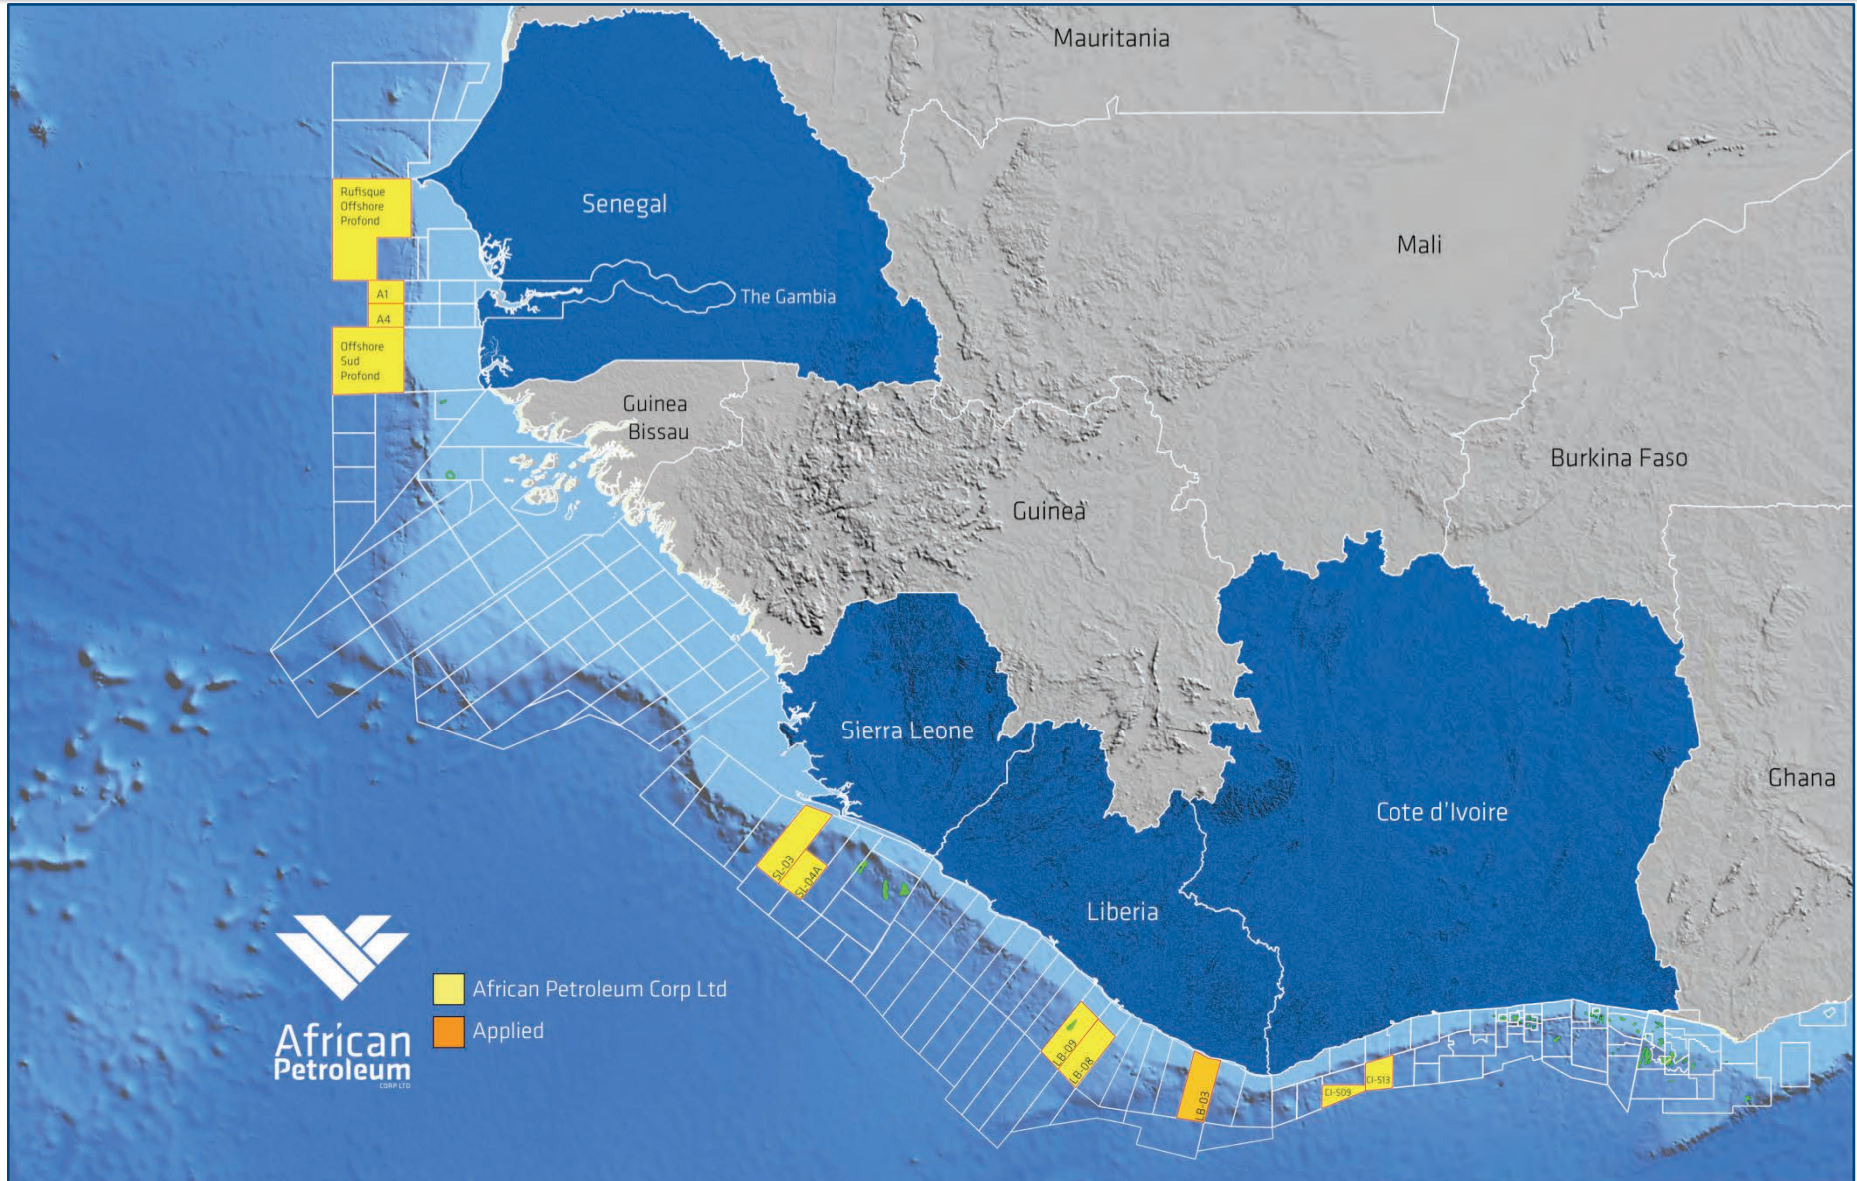 Mauritania
Rufisque
Offshore
Profond
Senegal
Mali
A1
The Gambia
A4
Offshore
Sud
Profond
Guinea
Bissau
Burkina Faso
Guinea
Sierra Leone
Ghana
Cote d'Ivoire
SL-03
SL-04A
Liberia
African Petroleum Corp Ltd
Applied
African
Petroleum
CORP LTD
LB-09
LB-08
LB-03
CI-509
CI-513